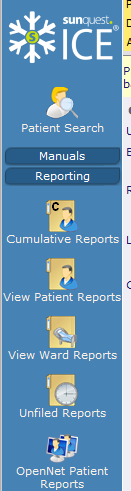 sunquest®
S
ICE®
Patient Search
Manuals
Reporting
C
Cumulative Reports
View Patient Reports
View Ward Reports
Unfiled Reports
OpenNet Patient
Reports